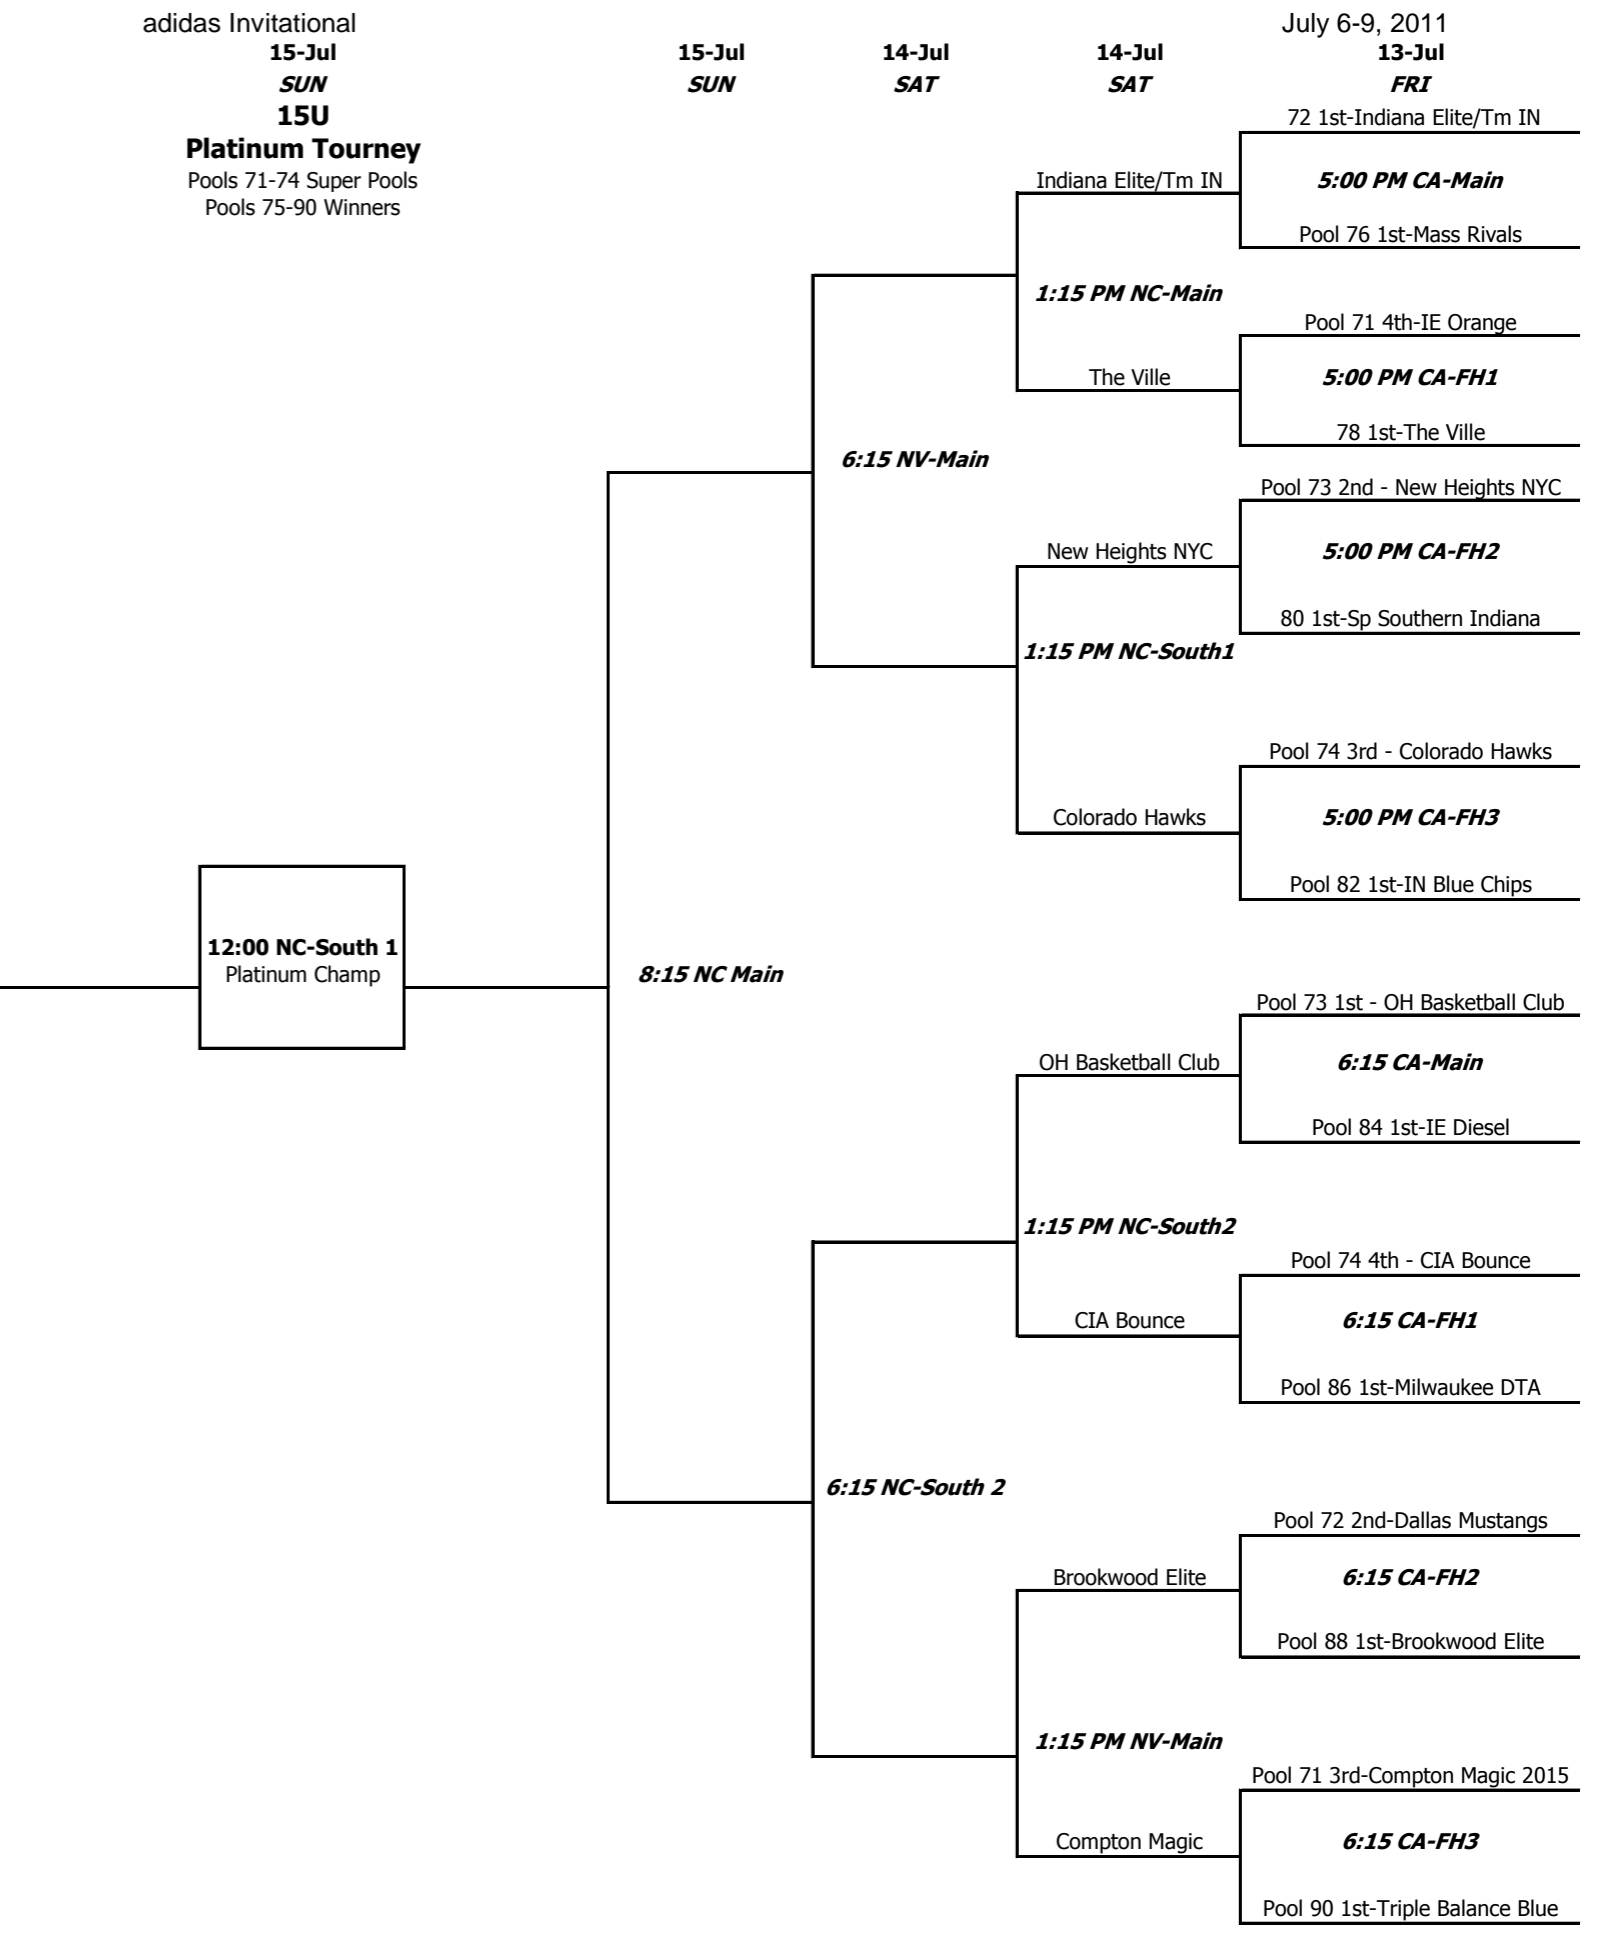 adidas Invitational
July 6-9, 2011
15-Jul
15-Jul
14-Jul
14-Jul
13-Jul
SUN
SUN
SAT
SAT
FRI
15U
Platinum Tourney
Pools 71-74 Super Pools
Pools 75-90 Winners
72 1st-Indiana Elite/Tm IN
Indiana Elite/Tm IN
5:00 PM CA-Main
Pool 76 1st-Mass Rivals
1:15 PM NC-Main
Pool 71 4th-IE Orange
The Ville
5:00 PM CA-FH1
78 1st-The Ville
6:15 NV-Main
Pool 73 2nd - New Heights NYC
New Heights NYC
5:00 PM CA-FH2
80 1st-Sp Southern Indiana
1:15 PM NC-South1
Pool 74 3rd - Colorado Hawks
Colorado Hawks
5:00 PM CA-FH3
Pool 82 1st-IN Blue Chips
12:00 NC-South 1
Platinum Champ
8:15 NC Main
Pool 73 1st - OH Basketball Club
OH Basketball Club
6:15 CA-Main
Pool 84 1st-IE Diesel
1:15 PM NC-South2
Pool 74 4th - CIA Bounce
CIA Bounce
6:15 CA-FH1
Pool 86 1st-Milwaukee DTA
6:15 NC-South 2
Pool 72 2nd-Dallas Mustangs
Brookwood Elite
6:15 CA-FH2
Pool 88 1st-Brookwood Elite
1:15 PM NV-Main
Pool 71 3rd-Compton Magic 2015
Compton Magic
6:15 CA-FH3
Pool 90 1st-Triple Balance Blue